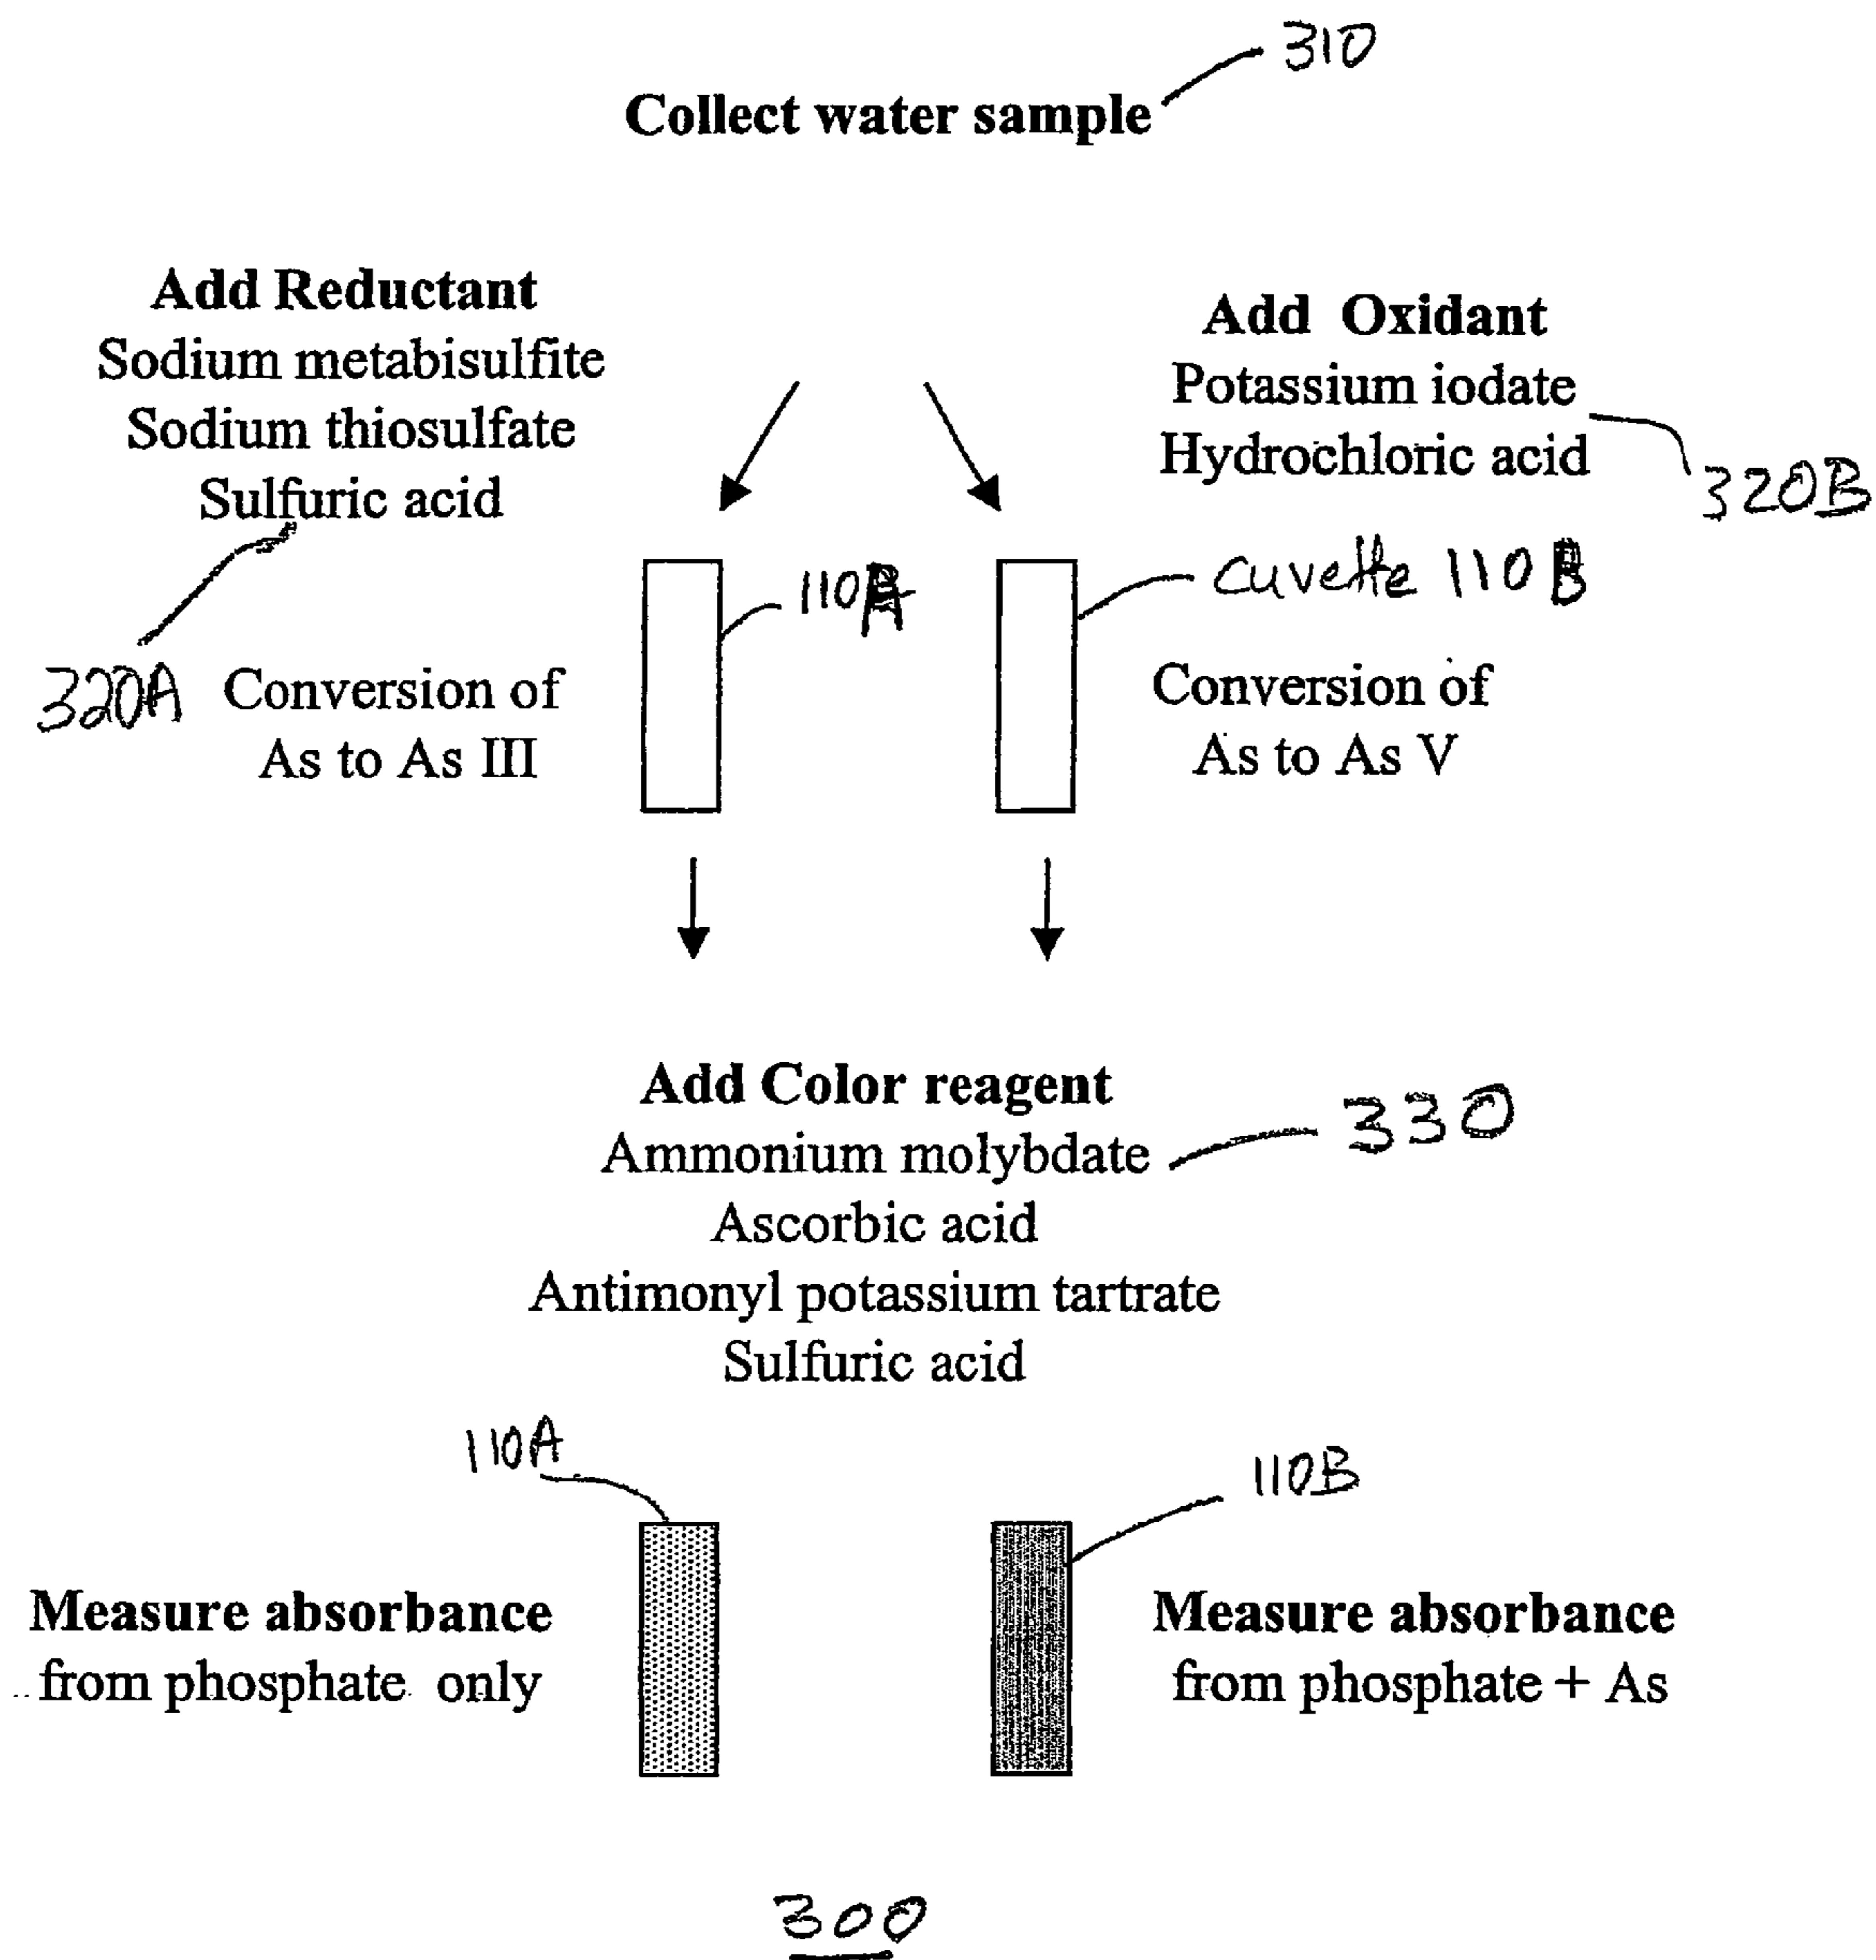 310
Collect water sample
Add Reductant
Sodium metabisulfite
Sodium thiosulfate
Sulfuric acid
320A
Add Oxidant
Potassium iodate
Hydrochloric acid
320B
110A
cuvette 110B
Conversion of
As to As III
Conversion of
As to As V
Add Color reagent
Ammonium molybdate
330
Ascorbic acid
Antimonyl potassium tartrate
Sulfuric acid
110A
110B
Measure absorbance
from phosphate only
Measure absorbance
from phosphate + As
300